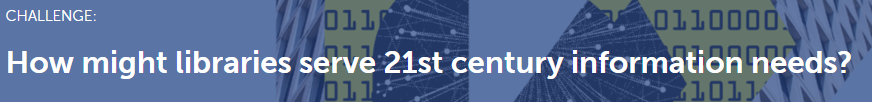 CHALLENGE:
How might libraries serve 21st century information needs?